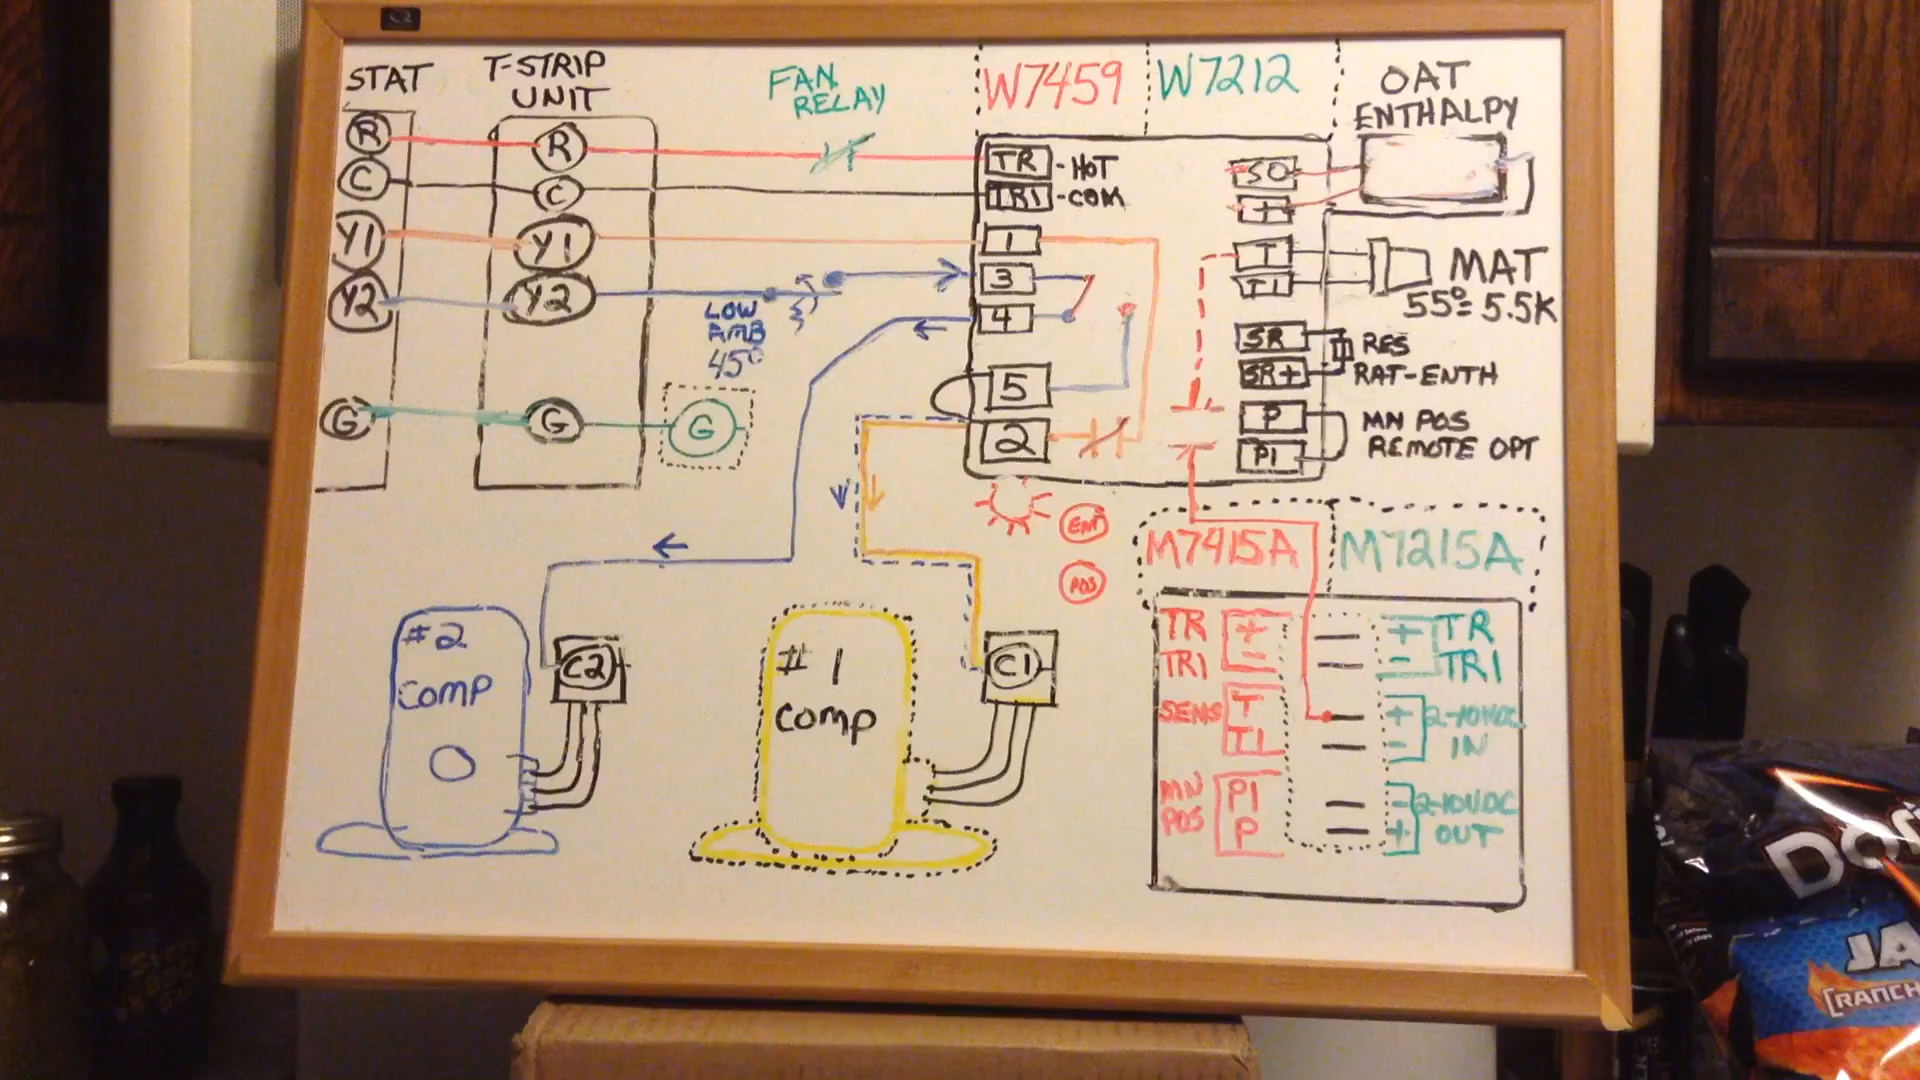 STAT
T-STRIP
UNIT
FAN
RELAY
W7459
W7212
OAT
ENTHALPY
R
R
TR
-HOT
SO
C
C
TR1
-COM
+
Y1
Y1
1
T
MAT
55°=5.5K
Y2
Y2
3
T1
LOW
AMB
45°
4
SR
RES
SR+
RAT-ENTH
5
G
G
G
P
MN POS
REMOTE OPT
2
P1
ENT
POS
M7415A
M7215A
#2
COMP
C2
#1
COMP
C1
TR
+
+
TR
TR1
-
-
TR1
SENS
T
T1
+
-
2-10VDC
IN
MN
POS
P1
P
-
+
2-10VDC
OUT
JA
[RANCH